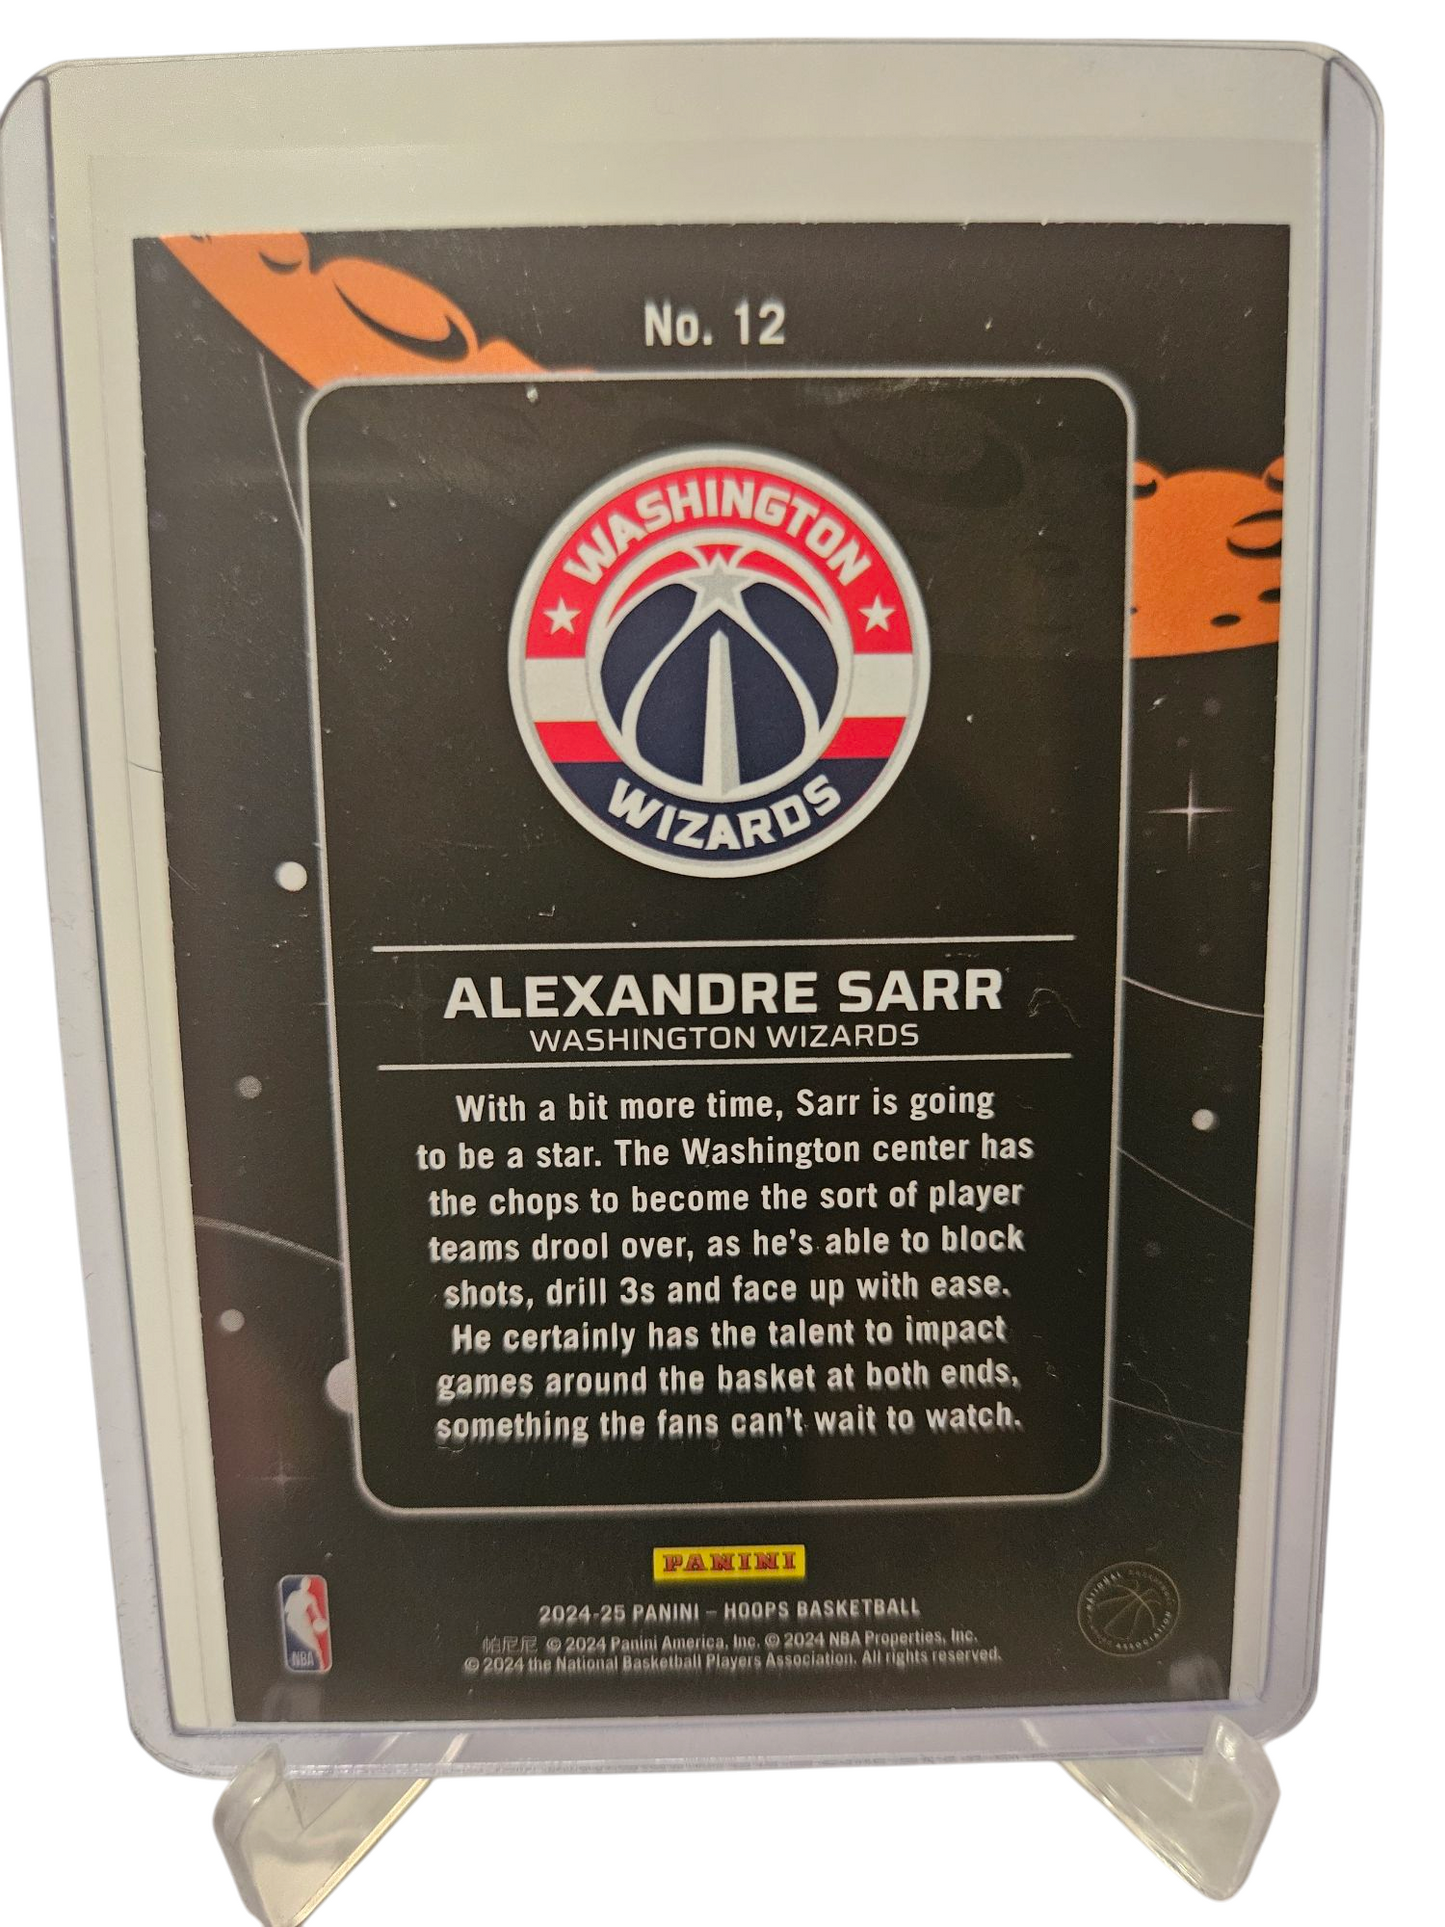 No. 12
WASHINGTON
WIZARDS
ALEXANDRE SARR
WASHINGTON WIZARDS
With a bit more time, Sarr is going
to be a star. The Washington center has
the chops to become the sort of player
teams drool over, as he's able to block
shots, drill 3s and face up with ease.
He certainly has the talent to impact
games around the basket at both ends,
something the fans can't wait to watch.
PANINI
2024-25 PANINI – HOOPS BASKETBALL
帕尼尼 © 2024 Panini America, Inc. © 2024 NBA Properties, Inc.
© 2024 the National Basketball Players Association. All rights reserved.
NBA
NATIONAL BASKETBALL
ASSOCIATION